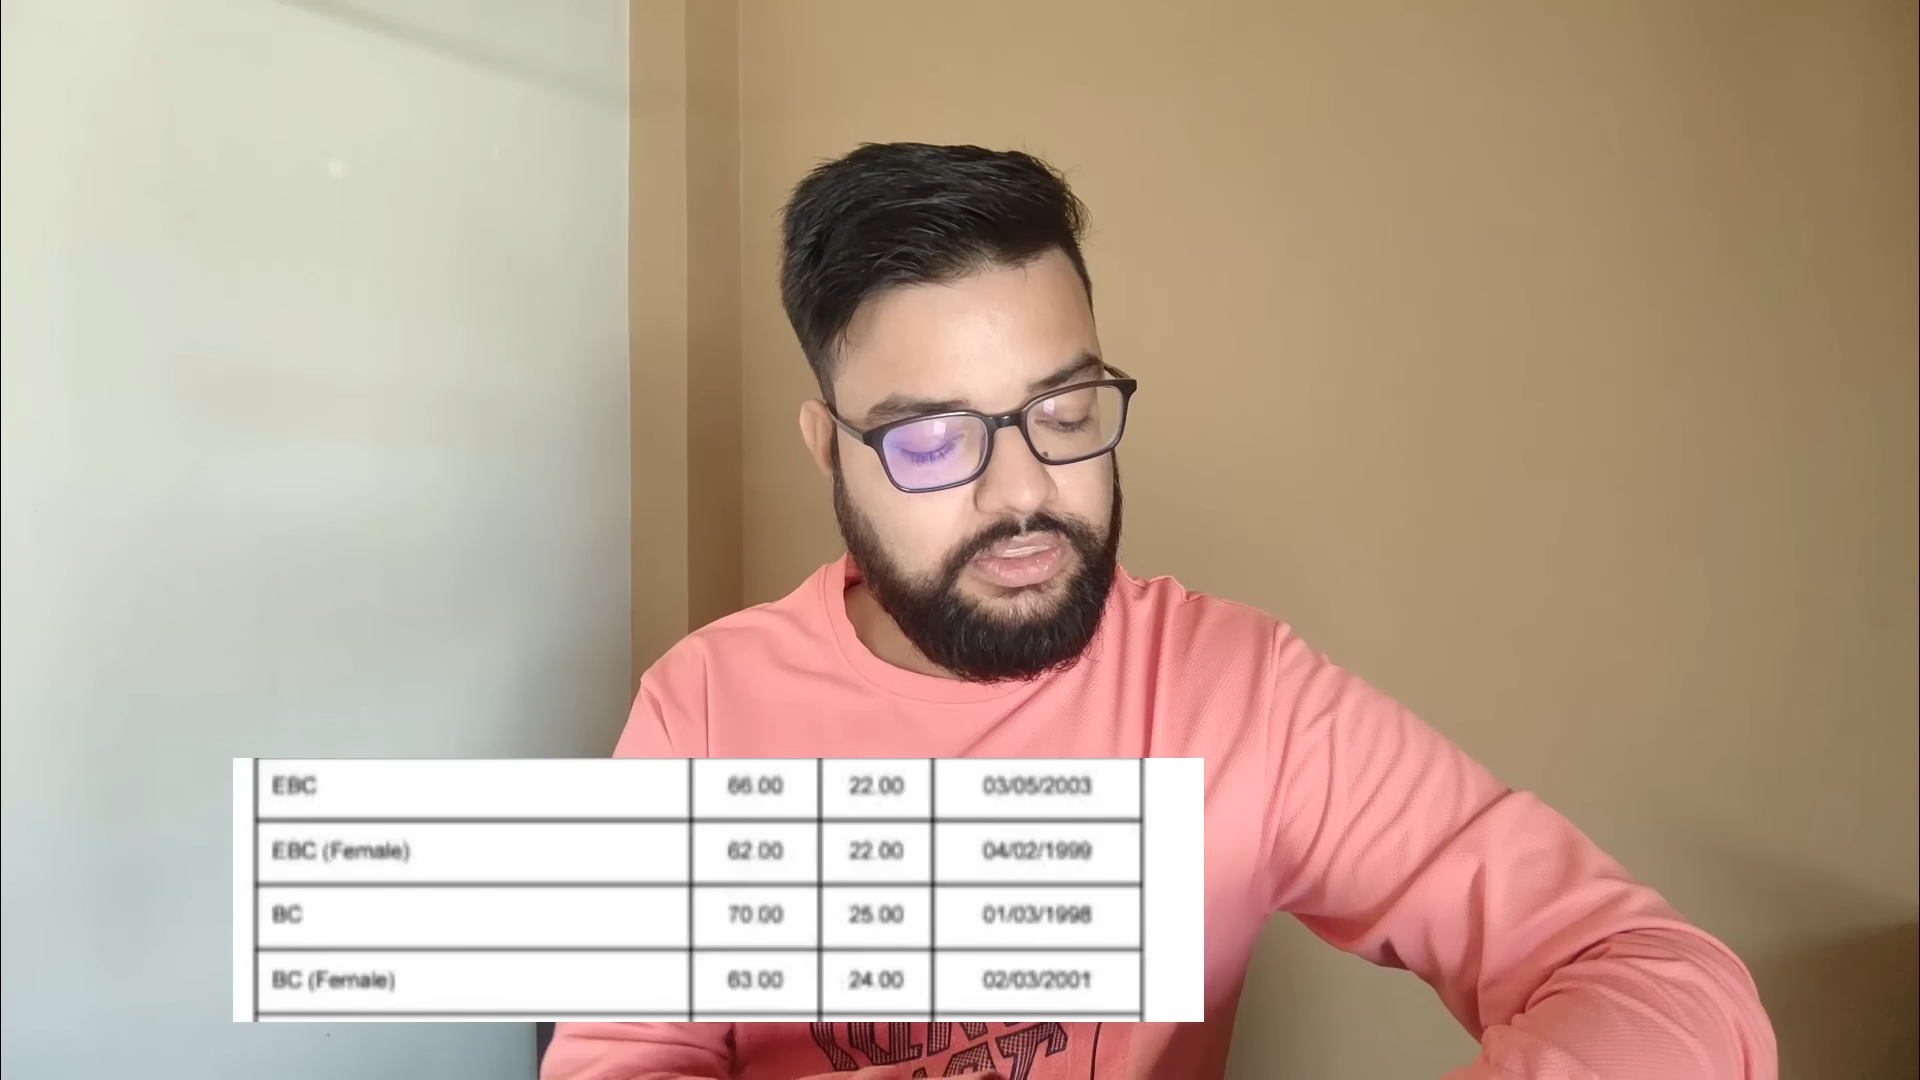 EBC 66.00 22.00 03/05/2003
EBC (Female) 62.00 22.00 04/02/1999
BC 70.00 25.00 01/03/1998
BC (Female) 63.00 24.00 02/03/2001